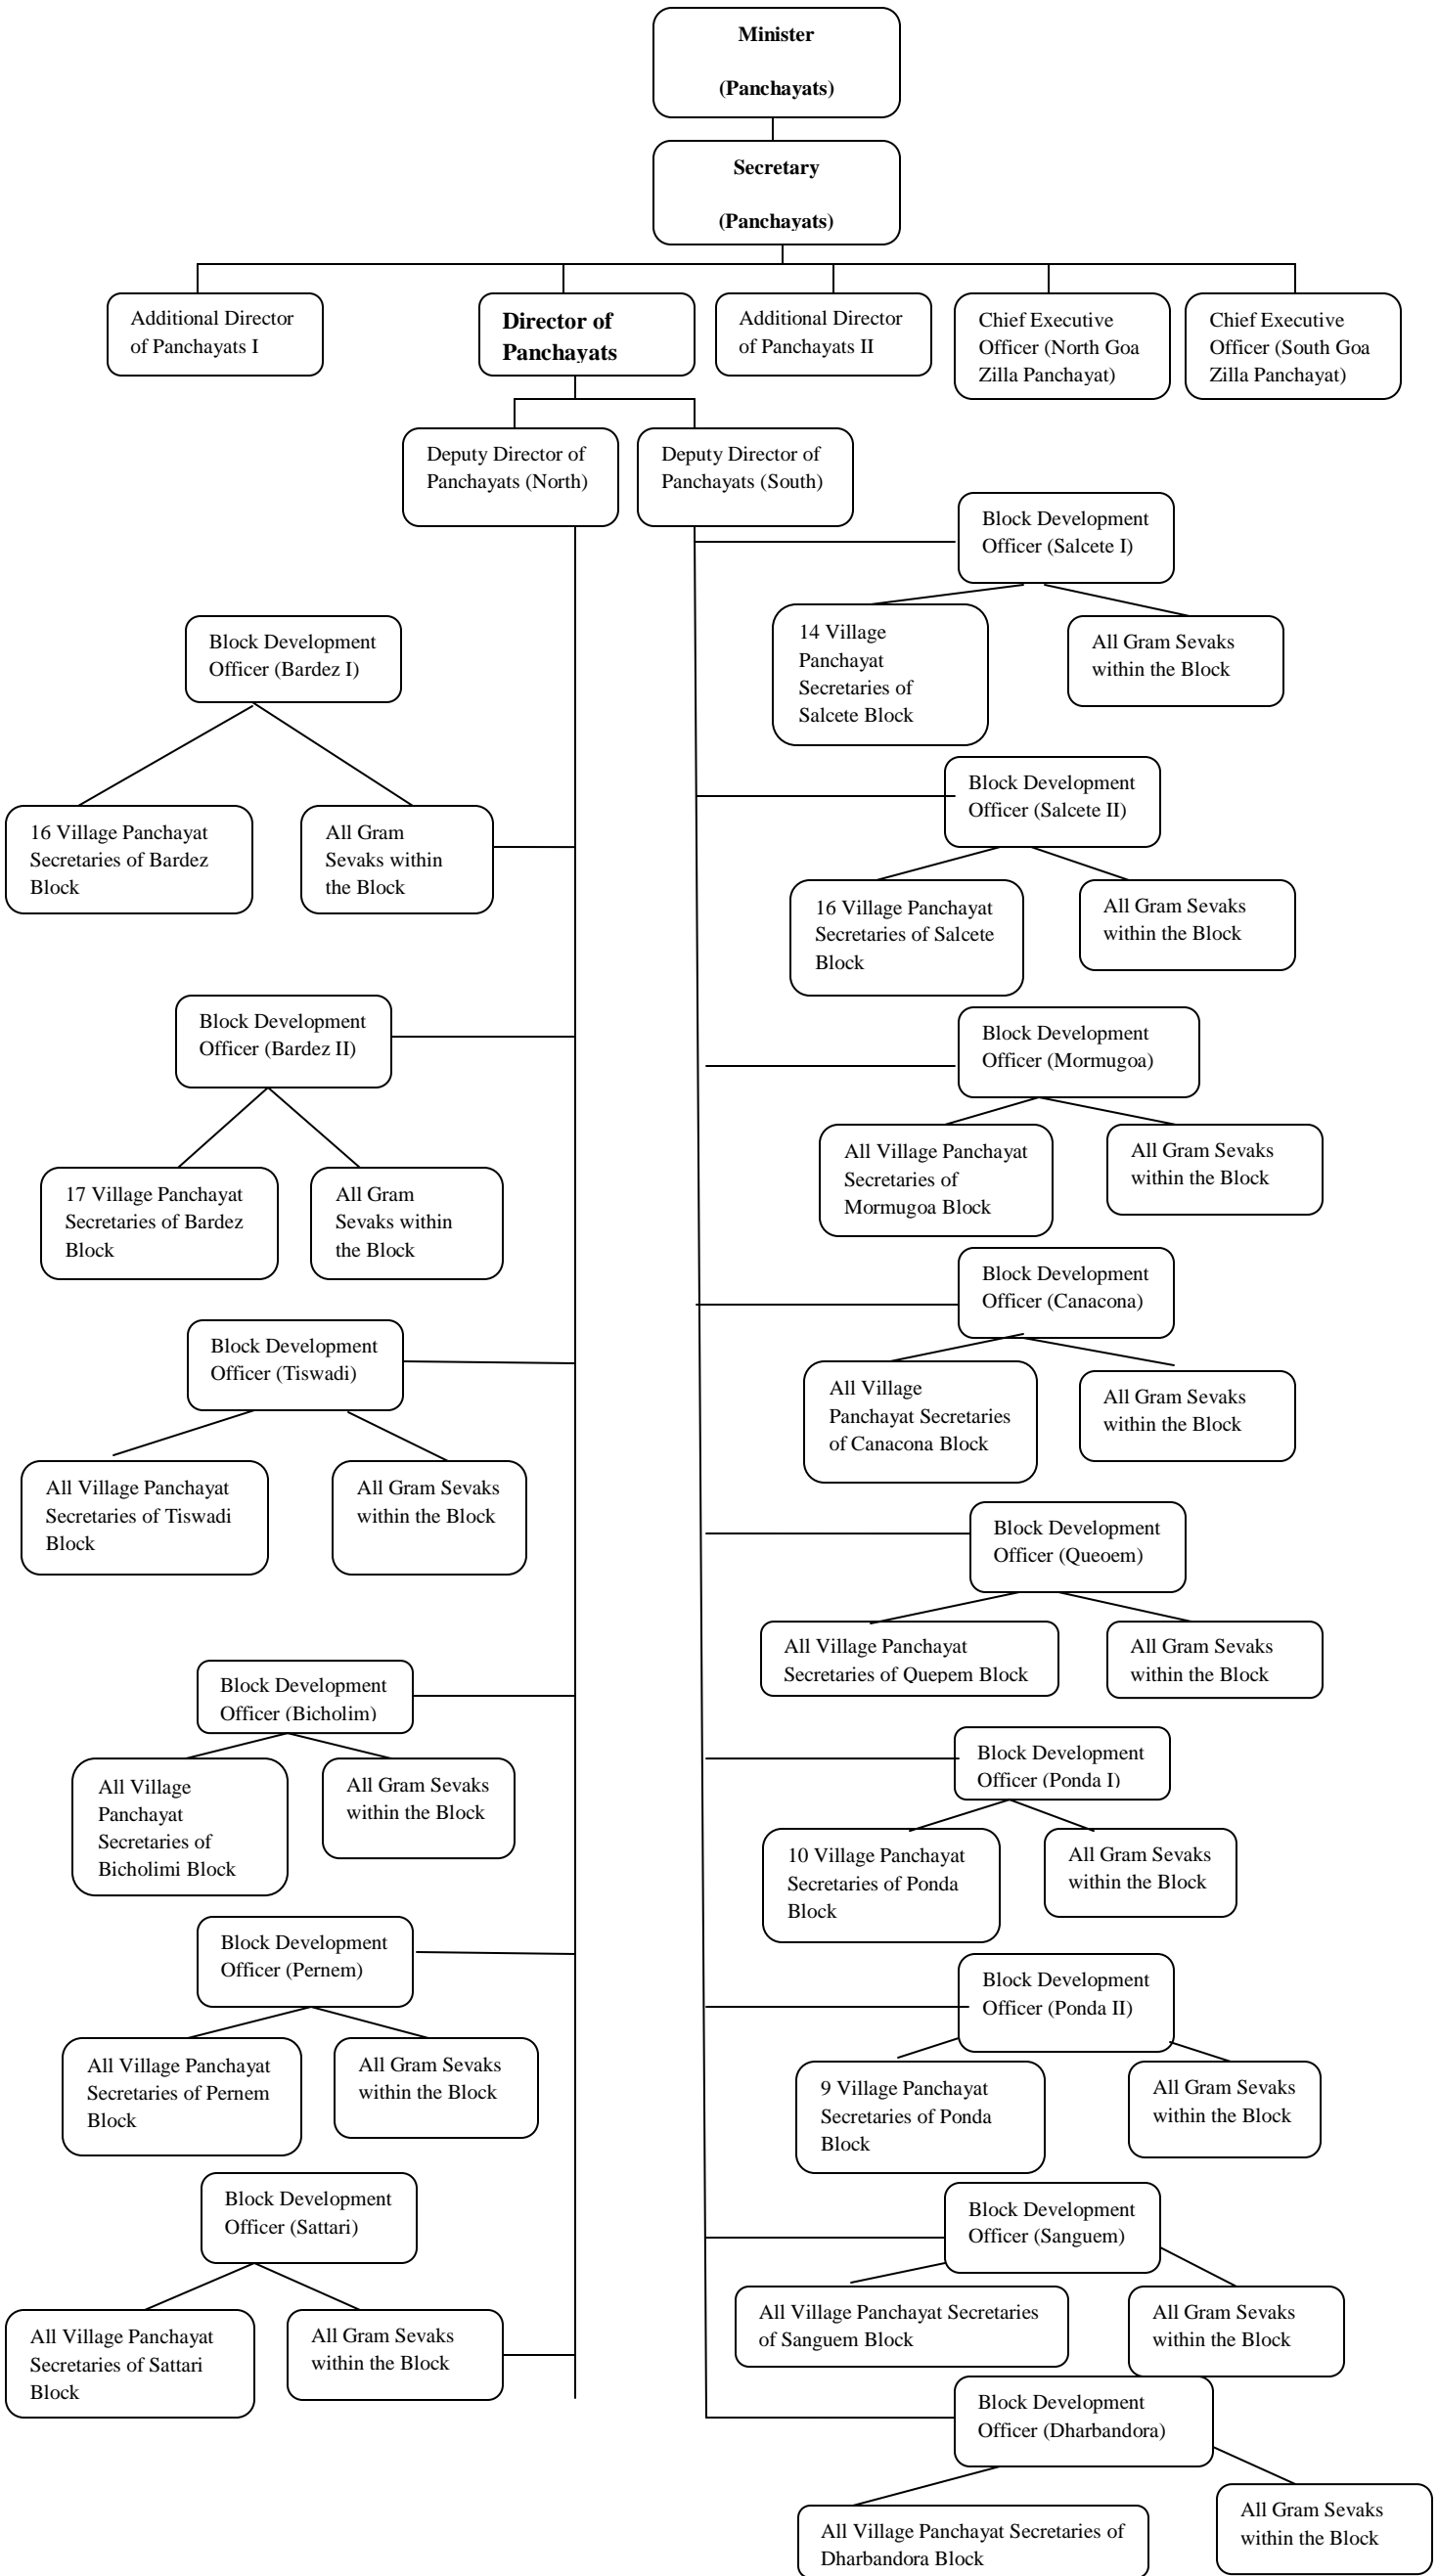 Minister
(Panchayats)
Secretary
(Panchayats)
Additional Director
of Panchayats I
Director of
Panchayats
Additional Director
of Panchayats II
Chief Executive
Officer (North Goa
Zilla Panchayat)
Chief Executive
Officer (South Goa
Zilla Panchayat)
Deputy Director of
Panchayats (North)
Deputy Director of
Panchayats (South)
Block Development
Officer (Bardez I)
16 Village Panchayat
Secretaries of Bardez
Block
All Gram
Sevaks within
the Block
Block Development
Officer (Bardez II)
17 Village Panchayat
Secretaries of Bardez
Block
All Gram
Sevaks within
the Block
Block Development
Officer (Tiswadi)
All Village Panchayat
Secretaries of Tiswadi
Block
All Gram Sevaks
within the Block
Block Development
Officer (Bicholim)
All Village
Panchayat
Secretaries of
Bicholimi Block
All Gram Sevaks
within the Block
Block Development
Officer (Pernem)
All Village Panchayat
Secretaries of Pernem
Block
All Gram Sevaks
within the Block
Block Development
Officer (Sattari)
All Village Panchayat
Secretaries of Sattari
Block
All Gram Sevaks
within the Block
Block Development
Officer (Salcete I)
14 Village
Panchayat
Secretaries of
Salcete Block
All Gram Sevaks
within the Block
Block Development
Officer (Salcete II)
16 Village Panchayat
Secretaries of Salcete
Block
All Gram Sevaks
within the Block
Block Development
Officer (Mormugoa)
All Village Panchayat
Secretaries of
Mormugoa Block
All Gram Sevaks
within the Block
Block Development
Officer (Canacona)
All Village
Panchayat Secretaries
of Canacona Block
All Gram Sevaks
within the Block
Block Development
Officer (Queoem)
All Village Panchayat
Secretaries of Quepem Block
All Gram Sevaks
within the Block
Block Development
Officer (Ponda I)
10 Village Panchayat
Secretaries of Ponda
Block
All Gram Sevaks
within the Block
Block Development
Officer (Ponda II)
9 Village Panchayat
Secretaries of Ponda
Block
All Gram Sevaks
within the Block
Block Development
Officer (Sanguem)
All Village Panchayat Secretaries
of Sanguem Block
All Gram Sevaks
within the Block
Block Development
Officer (Dharbandora)
All Village Panchayat Secretaries of
Dharbandora Block
All Gram Sevaks
within the Block